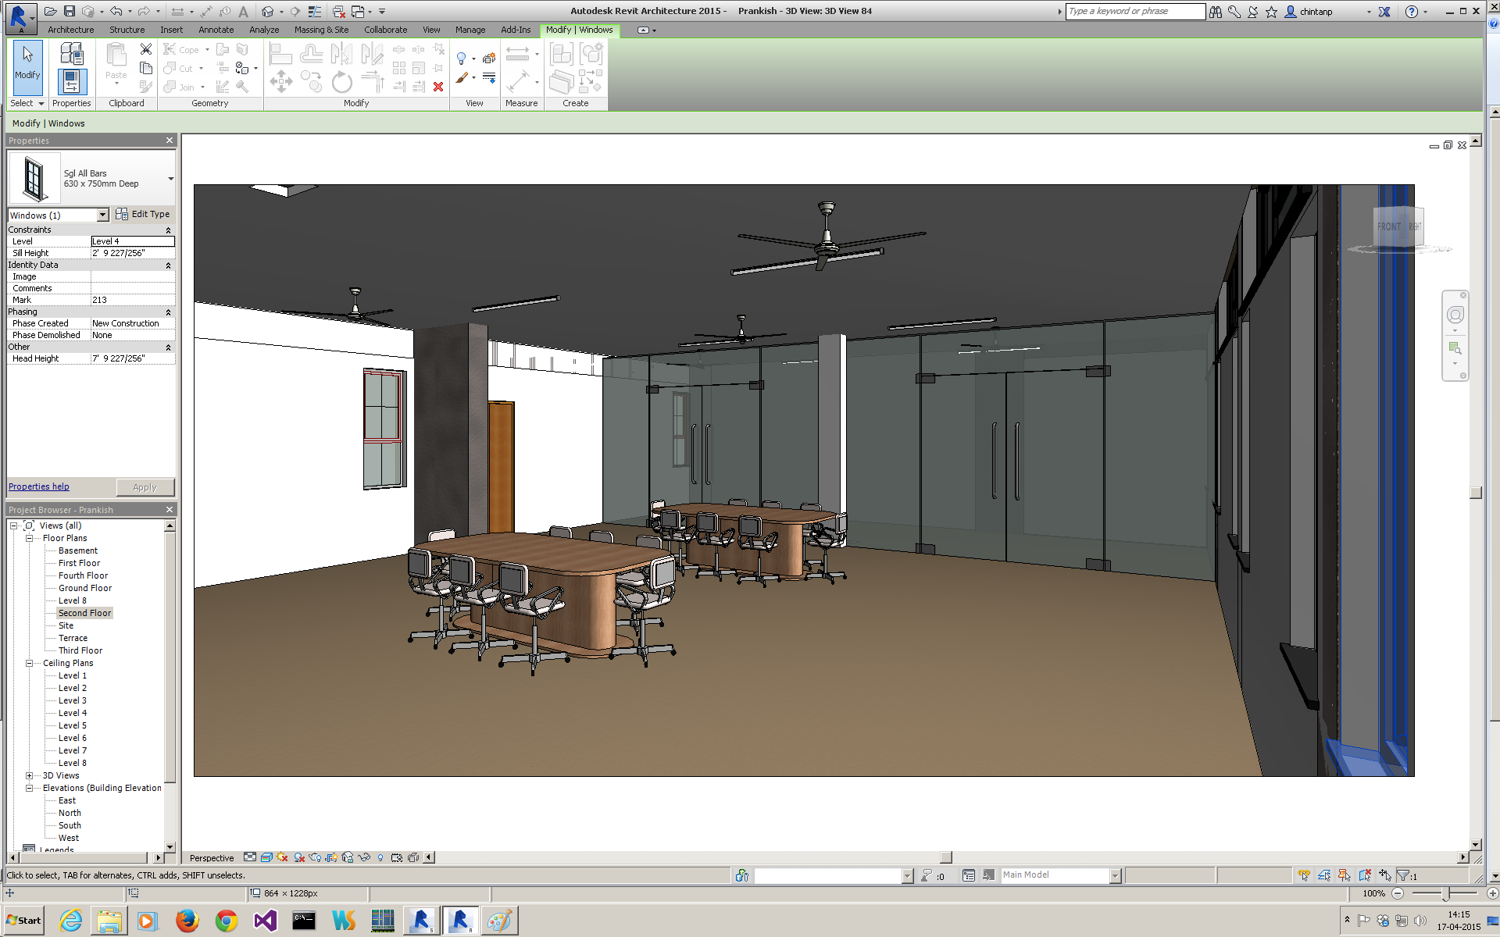 Autodesk Revit Architecture 2015 - Prankish - 3D View: 3D View 84
Type a keyword or phrase
chintanp
Architecture Structure Insert Annotate Analyze Massing & Site Collaborate View Manage Add-Ins Modify | Windows
Modify
Paste
Cope
Cut
Join
Select Properties Clipboard Geometry Modify View Measure Create
Modify | Windows
Properties
Sgl All Bars
630 x 750mm Deep
Windows (1) Edit Type
Constraints
Level Level 4
Sill Height 2' 9 227/256"
Identity Data
Image
Comments
Mark 213
Phasing
Phase Created New Construction
Phase Demolished None
Other
Head Height 7' 9 227/256"
Properties help Apply
Project Browser - Prankish
Views (all)
Floor Plans
Basement
First Floor
Fourth Floor
Ground Floor
Level 8
Second Floor
Site
Terrace
Third Floor
Ceiling Plans
Level 1
Level 2
Level 3
Level 4
Level 5
Level 6
Level 7
Level 8
3D Views
Elevations (Building Elevation
East
North
South
West
Legends
FRONT RIGHT
Perspective
Click to select, TAB for alternates, CTRL adds, SHIFT unselects.
:0
Main Model
:1
864 × 1228px
100%
Start
14:15
17-04-2015